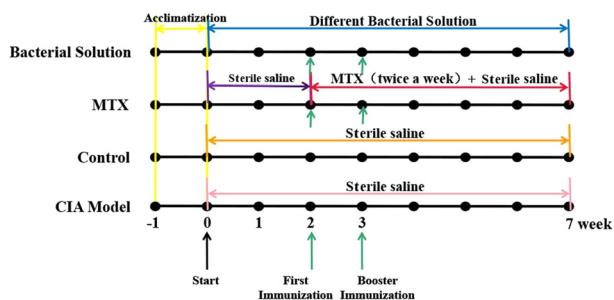 Acclimatization
Different Bacterial Solution
Bacterial Solution
Sterile saline
MTX（twice a week）+ Sterile saline
MTX
Sterile saline
Control
Sterile saline
CIA Model
-1 0 1 2 3 7 week
Start
First Immunization
Booster Immunization